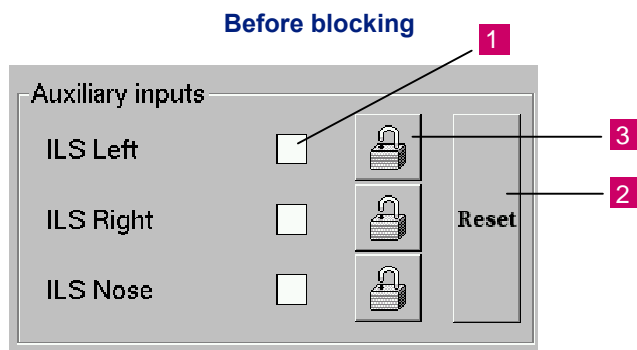 Before blocking
1
Auxiliary inputs
ILS Left
3
2
ILS Right
Reset
ILS Nose